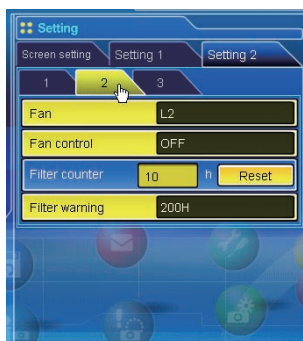 Setting
Screen setting Setting 1 Setting 2
1 2 3
Fan L2
Fan control OFF
Filter counter 10 h Reset
Filter warning 200H